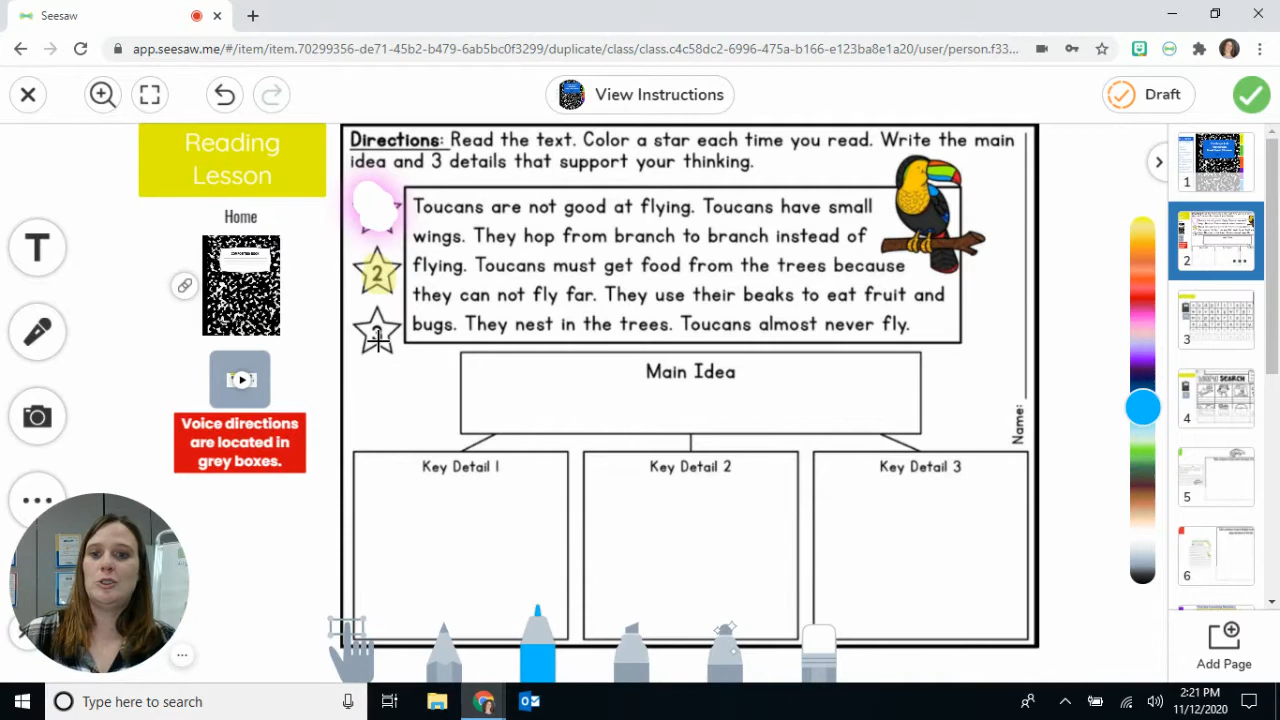 Seesaw
app.seesaw.me/#/item/item.70299356-de71-45b2-b479-6ab5bc0f3299/duplicate/class/class.c4c58dc2-6996-475a-b166-e123ba8e1a20/user/person.f33...
View Instructions
Draft
Reading
Lesson
Home
Voice directions
are located in
grey boxes.
Directions: Read the text. Color a star each time you read. Write the main
idea and 3 details that support your thinking.
Toucans are not good at flying. Toucans have small
wings. They hop from branch to branch instead of
2
flying. Toucans must get food from the trees because
they can not fly far. They use their beaks to eat fruit and
3
bugs. They nest in the trees. Toucans almost never fly.
Main Idea
Name:
Key Detail 1
Key Detail 2
Key Detail 3
T
1
2
3
4
5
6
Add Page
Type here to search
2:21 PM
11/12/2020